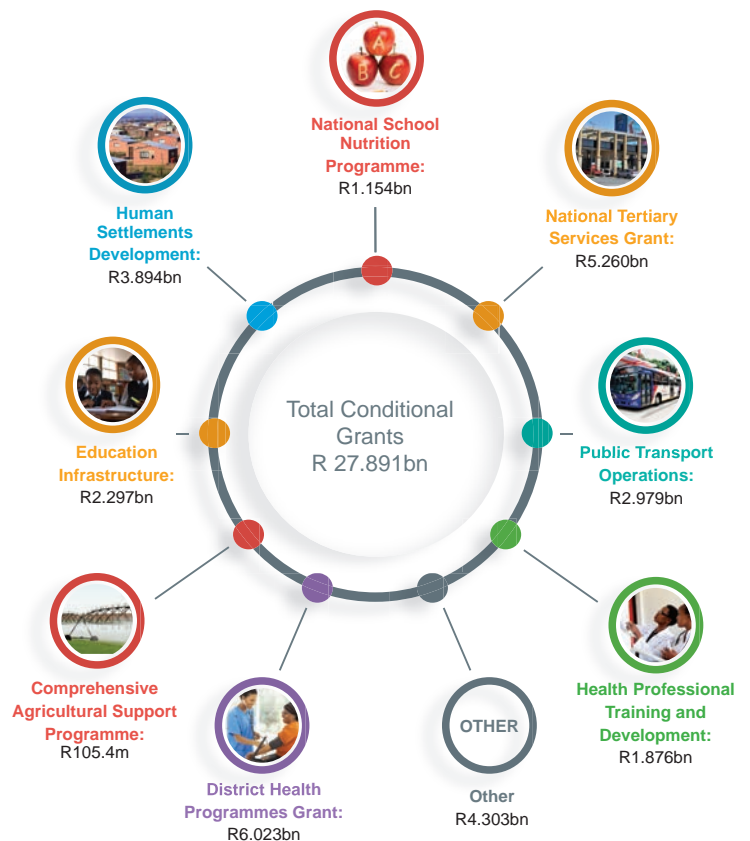 A
B C
National School
Nutrition
Programme:
R1.154bn
National Tertiary
Services Grant:
R5.260bn
Public Transport
Operations:
R2.979bn
Health Professional
Training and
Development:
R1.876bn
OTHER
Other
R4.303bn
District Health
Programmes Grant:
R6.023bn
Comprehensive
Agricultural Support
Programme:
R105.4m
Education
Infrastructure:
R2.297bn
Human
Settlements
Development:
R3.894bn
Total Conditional
Grants
R 27.891bn